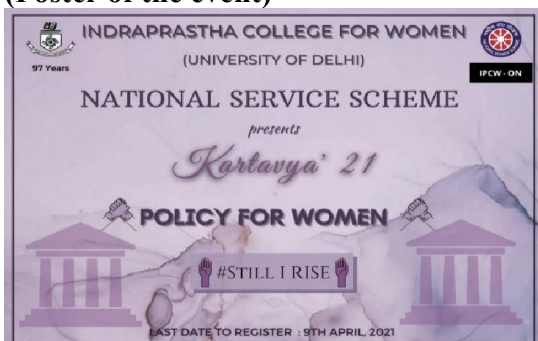 (Poster of the event)
INDRAPRASTHA COLLEGE FOR WOMEN
97 Years
(UNIVERSITY OF DELHI)
IPCW - ON
NATIONAL SERVICE SCHEME
presents
Kartavya' 21
POLICY FOR WOMEN
#STILL I RISE
LAST DATE TO REGISTER : 9TH APRIL, 2021